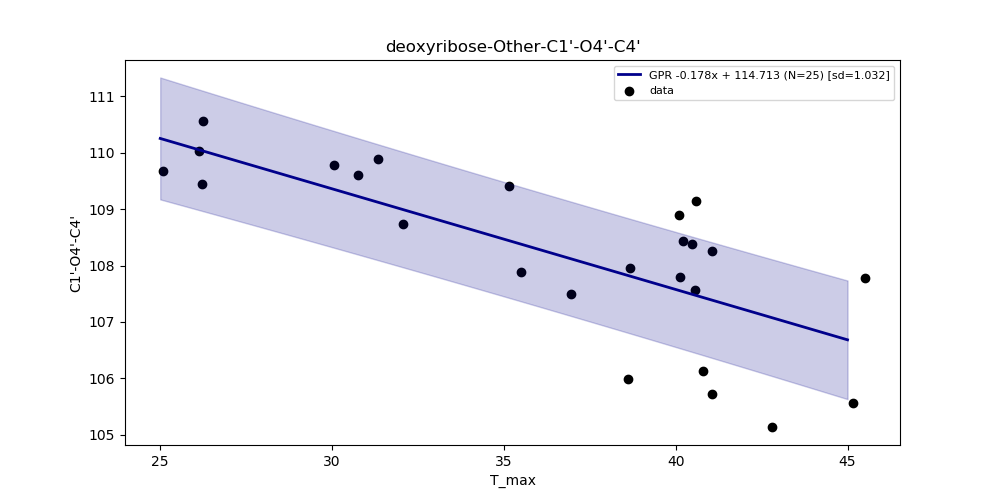 deoxyribose-Other-C1'-O4'-C4'
GPR -0.178x + 114.713 (N=25) [sd=1.032]
data
111
110
109
108
107
106
105
C1'-O4'-C4'
25
30
35
40
45
T_max